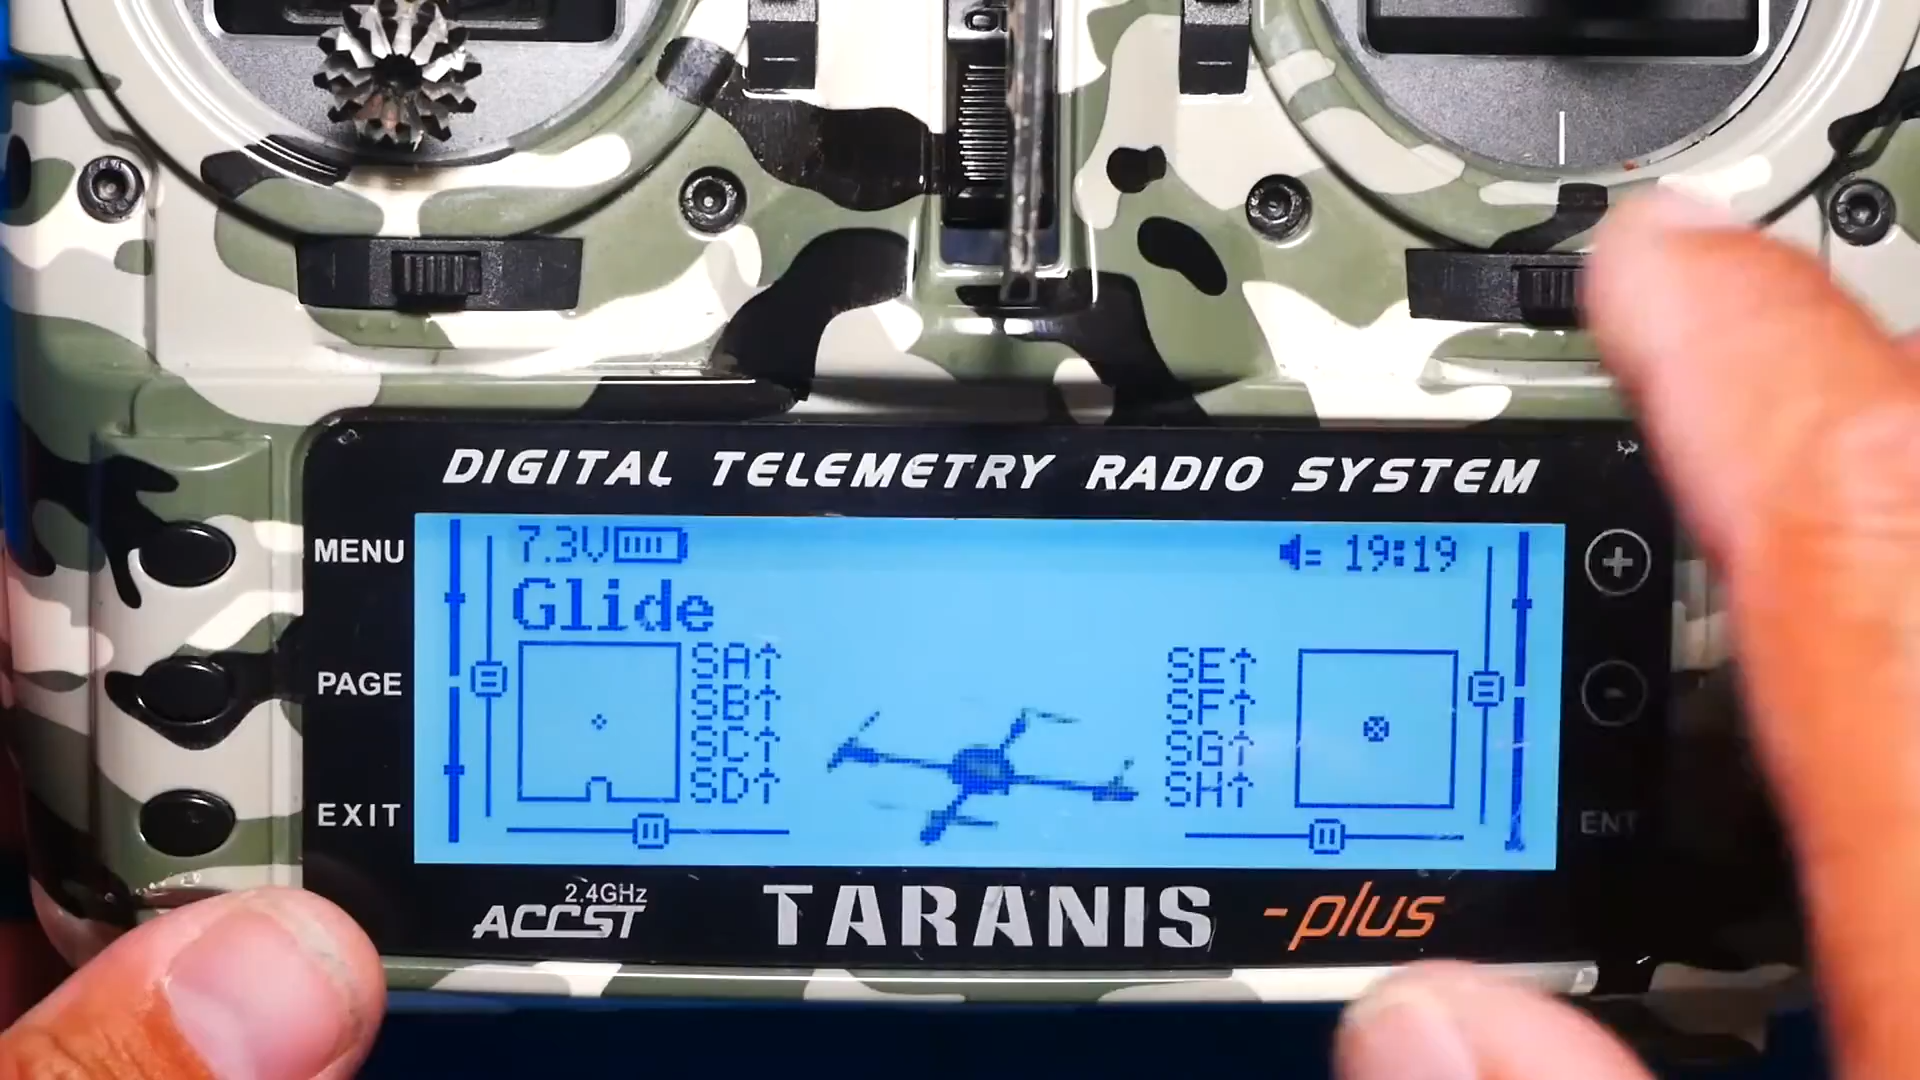 DIGITAL TELEMETRY RADIO SYSTEM
MENU
PAGE
EXIT
7.3V
19:19
Glide
SA↑
SB↑
SC↑
SD↑
SE↑
SF↑
SG↑
SH↑
+
-
ENT
2.4GHz
ACCST
TARANIS -plus